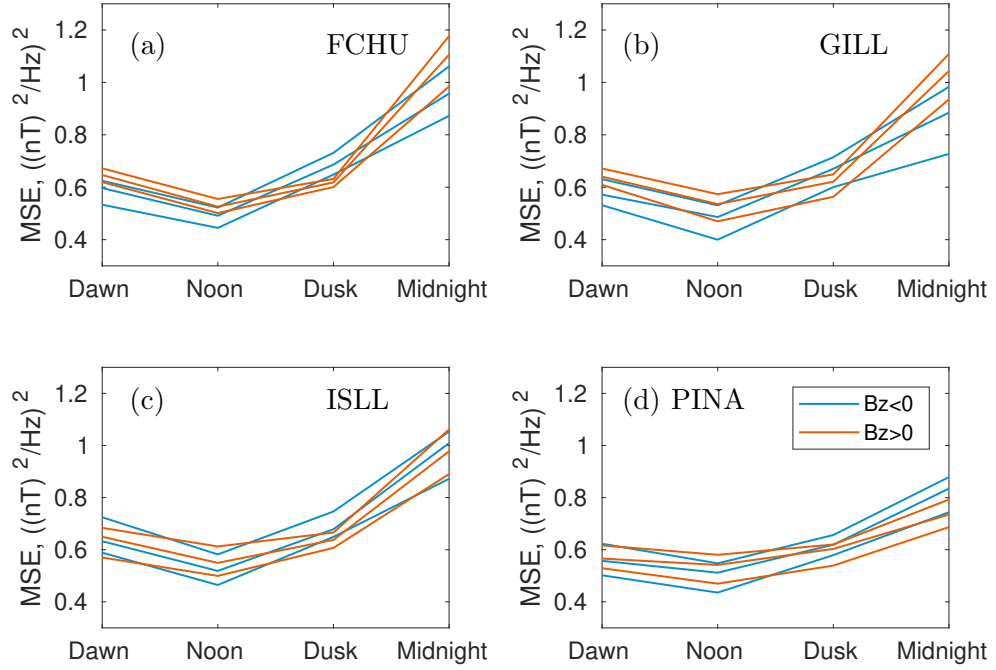 (a) FCHU
MSE, ((nT) ²/Hz) ²
1.2
1
0.8
0.6
0.4
Dawn Noon Dusk Midnight
(b) GILL
MSE, ((nT) ²/Hz) ²
1.2
1
0.8
0.6
0.4
Dawn Noon Dusk Midnight
(c) ISLL
MSE, ((nT) ²/Hz) ²
1.2
1
0.8
0.6
0.4
Dawn Noon Dusk Midnight
(d) PINA
Bz<0
Bz>0
MSE, ((nT) ²/Hz) ²
1.2
1
0.8
0.6
0.4
Dawn Noon Dusk Midnight